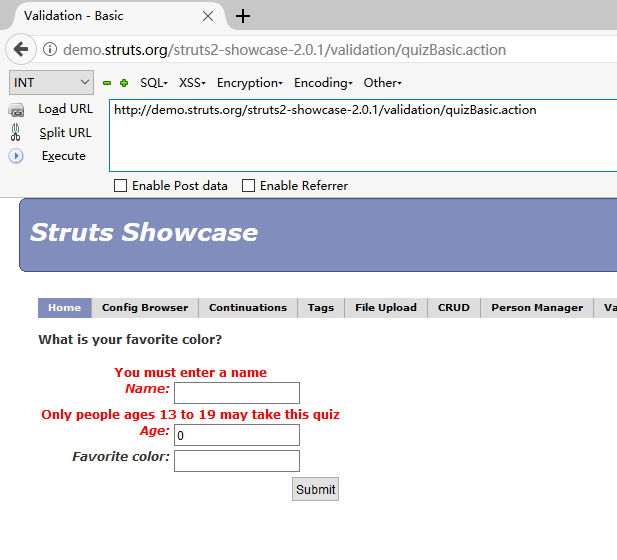 Validation - Basic
demo.struts.org/struts2-showcase-2.0.1/validation/quizBasic.action
INT SQL XSS Encryption Encoding Other
Load URL http://demo.struts.org/struts2-showcase-2.0.1/validation/quizBasic.action
Split URL
Execute
Enable Post data Enable Referrer
Struts Showcase
Home Config Browser Continuations Tags File Upload CRUD Person Manager Va
What is your favorite color?
You must enter a name
Name:
Only people ages 13 to 19 may take this quiz
Age: 0
Favorite color:
Submit